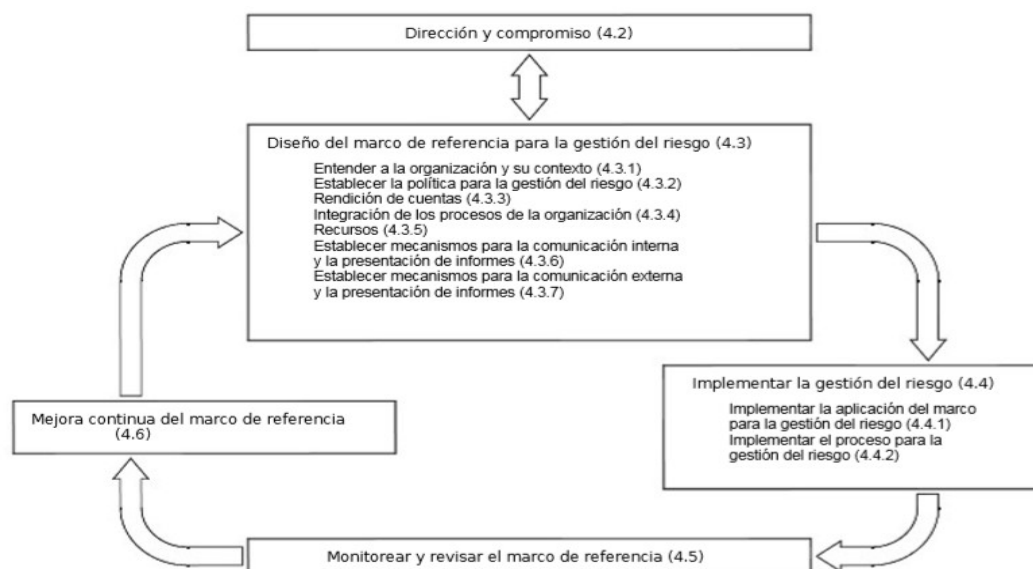 Dirección y compromiso (4.2)
Diseño del marco de referencia para la gestión del riesgo (4.3)
Entender a la organización y su contexto (4.3.1)
Establecer la política para la gestión del riesgo (4.3.2)
Rendición de cuentas (4.3.3)
Integración de los procesos de la organización (4.3.4)
Recursos (4.3.5)
Establecer mecanismos para la comunicación interna
y la presentación de informes (4.3.6)
Establecer mecanismos para la comunicación externa
y la presentación de informes (4.3.7)
Implementar la gestión del riesgo (4.4)
Implementar la aplicación del marco
para la gestión del riesgo (4.4.1)
Implementar el proceso para la
gestión del riesgo (4.4.2)
Mejora continua del marco de referencia
(4.6)
Monitorear y revisar el marco de referencia (4.5)